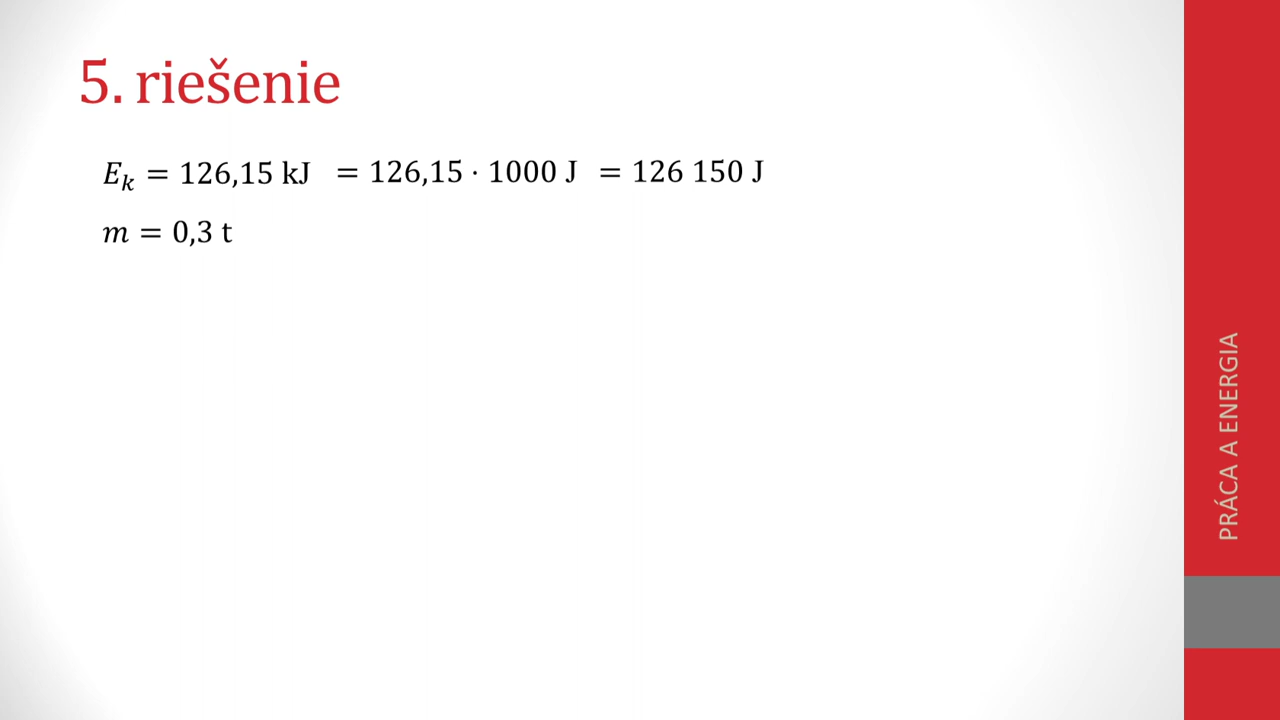 5. riešenie
E_k = 126,15 kJ = 126,15 · 1000 J = 126 150 J
m = 0,3 t
PRÁCA A ENERGIA